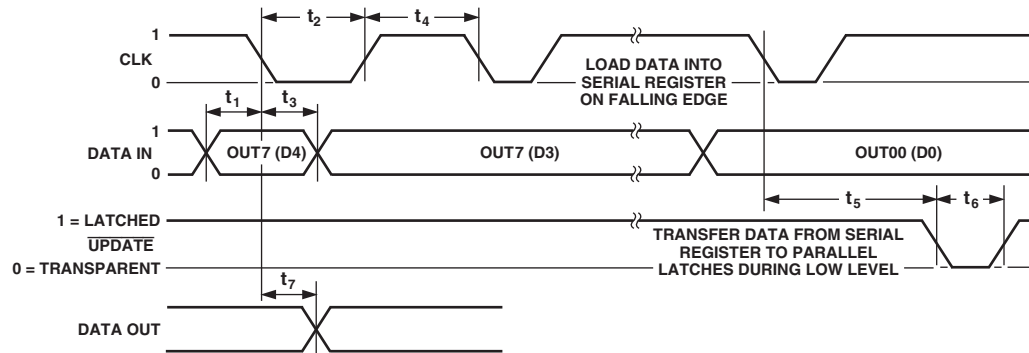 t2 t4
1
CLK
0
LOAD DATA INTO
SERIAL REGISTER
ON FALLING EDGE
t1 t3
1
DATA IN
0
OUT7 (D4) OUT7 (D3) OUT00 (D0)
t5 t6
1 = LATCHED
UPDATE
0 = TRANSPARENT
TRANSFER DATA FROM SERIAL
REGISTER TO PARALLEL
LATCHES DURING LOW LEVEL
t7
DATA OUT